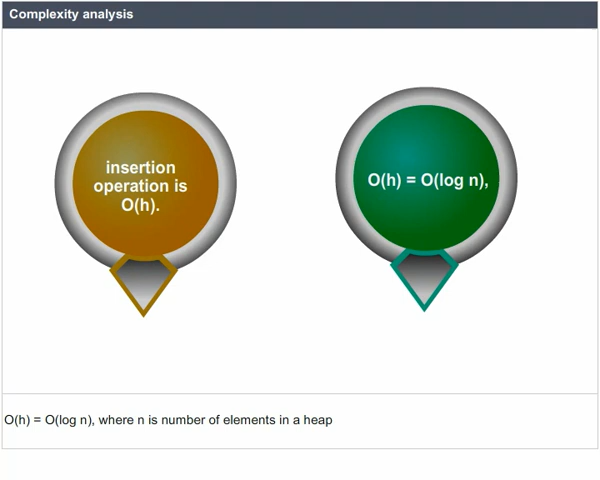 Complexity analysis
insertion
operation is
O(h).
O(h) = O(log n),
O(h) = O(log n), where n is number of elements in a heap